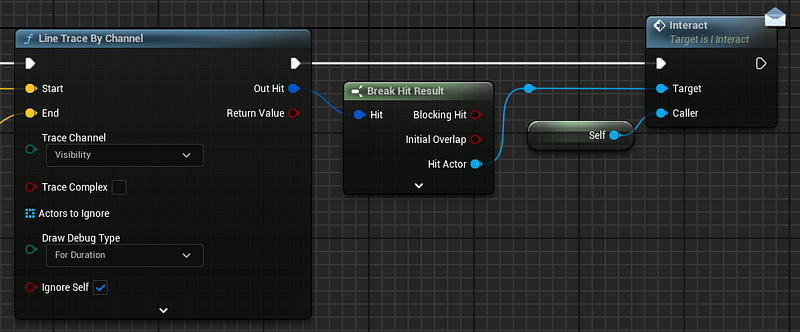 f Line Trace By Channel
Start
Out Hit
End
Return Value
Trace Channel
Visibility
Trace Complex
Actors to Ignore
Draw Debug Type
For Duration
Ignore Self
Break Hit Result
Hit
Blocking Hit
Initial Overlap
Hit Actor
Self
Interact
Target is I Interact
Target
Caller